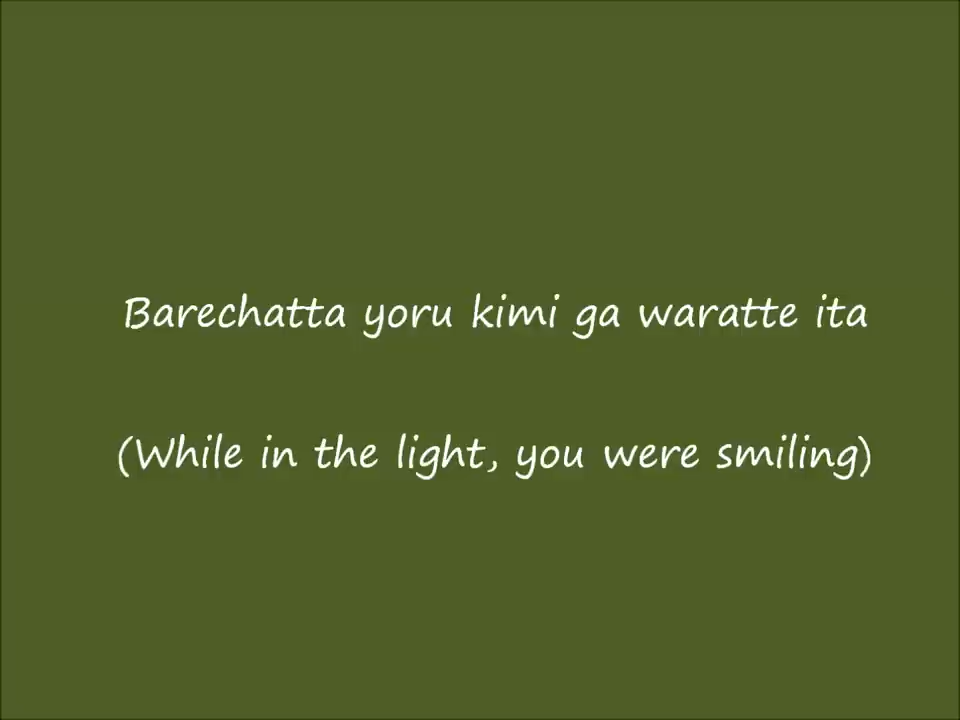 Barechatta yoru kimi ga waratte ita
(While in the light, you were smiling)